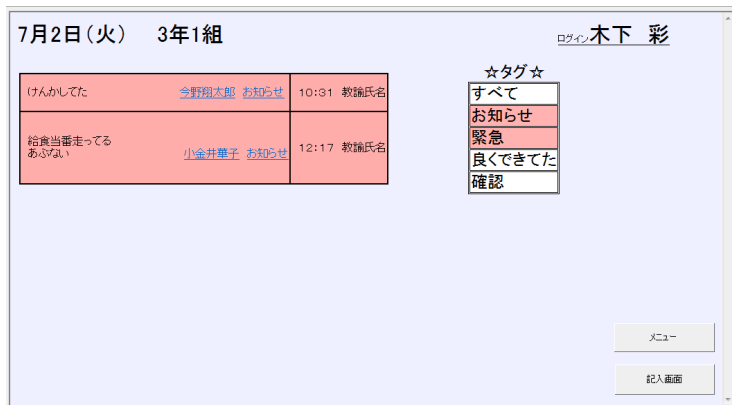 7月2日(火) 3年1組
ログイン木下 彩
けんかしてた 今野翔太郎 お知らせ 10:31 教諭氏名
給食当番走ってる
あぶない 小金井華子 お知らせ 12:17 教諭氏名
☆タグ☆
すべて
お知らせ
緊急
良くできてた
確認
メニュー
記入画面